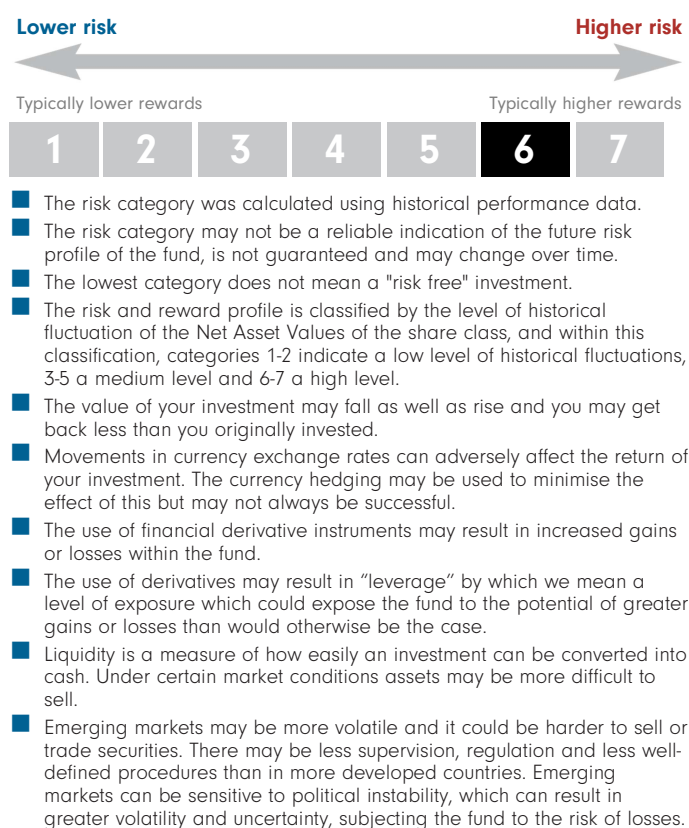 Lower risk Higher risk
Typically lower rewards Typically higher rewards
1 2 3 4 5 6 7
The risk category was calculated using historical performance data.
The risk category may not be a reliable indication of the future risk
profile of the fund, is not guaranteed and may change over time.
The lowest category does not mean a "risk free" investment.
The risk and reward profile is classified by the level of historical
fluctuation of the Net Asset Values of the share class, and within this
classification, categories 1-2 indicate a low level of historical fluctuations,
3-5 a medium level and 6-7 a high level.
The value of your investment may fall as well as rise and you may get
back less than you originally invested.
Movements in currency exchange rates can adversely affect the return of
your investment. The currency hedging may be used to minimise the
effect of this but may not always be successful.
The use of financial derivative instruments may result in increased gains
or losses within the fund.
The use of derivatives may result in “leverage” by which we mean a
level of exposure which could expose the fund to the potential of greater
gains or losses than would otherwise be the case.
Liquidity is a measure of how easily an investment can be converted into
cash. Under certain market conditions assets may be more difficult to
sell.
Emerging markets may be more volatile and it could be harder to sell or
trade securities. There may be less supervision, regulation and less well-
defined procedures than in more developed countries. Emerging
markets can be sensitive to political instability, which can result in
greater volatility and uncertainty, subjecting the fund to the risk of losses.